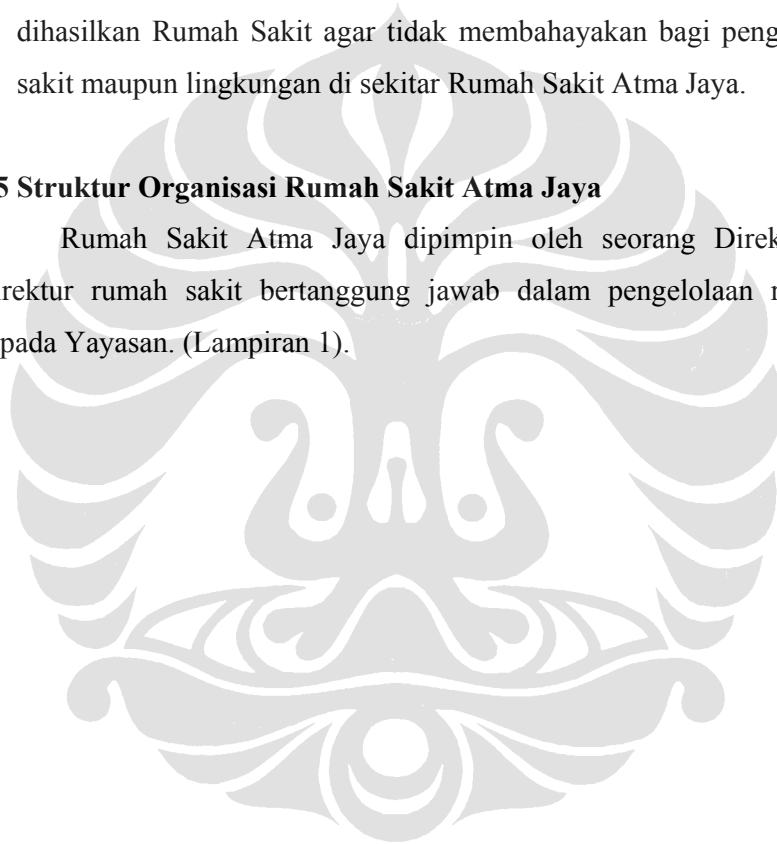 dihasilkan Rumah Sakit agar tidak membahayakan bagi peng
sakit maupun lingkungan di sekitar Rumah Sakit Atma Jaya.
5 Struktur Organisasi Rumah Sakit Atma Jaya
Rumah Sakit Atma Jaya dipimpin oleh seorang Direk
irektur rumah sakit bertanggung jawab dalam pengelolaan
pada Yayasan. (Lampiran 1).